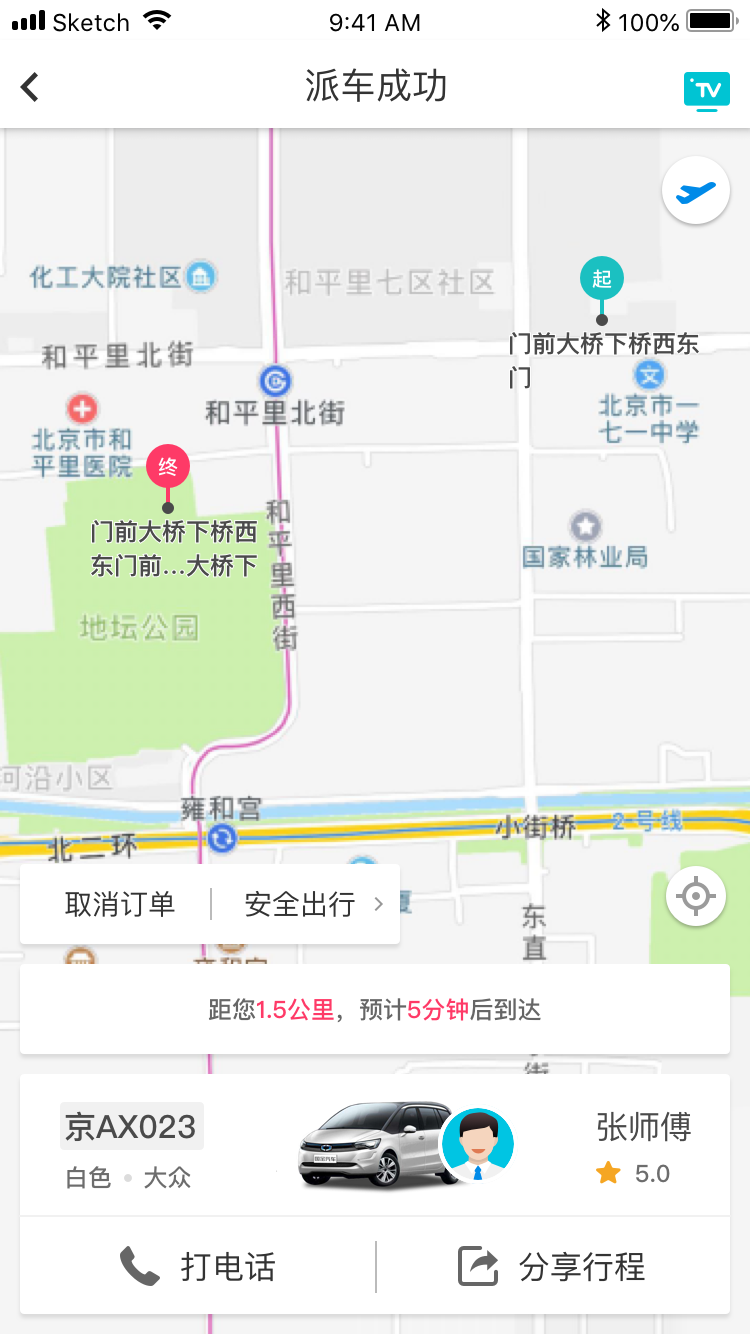 Sketch 9:41 AM 100%
派车成功
TV
化工大院社区
和平里七区社区
起
门前大桥下桥西东
门
和平里北街
和平里北街
北京市一
七一中学
北京市和
平里医院
终
门前大桥下桥西
东门前...大桥下
和平里西街
国家林业局
地坛公园
河沿小区
雍和宫
北二环
小街桥
2号线
取消订单
安全出行
东直
距您1.5公里，预计5分钟后到达
京AX023
白色 • 大众
张师傅
5.0
打电话
分享行程